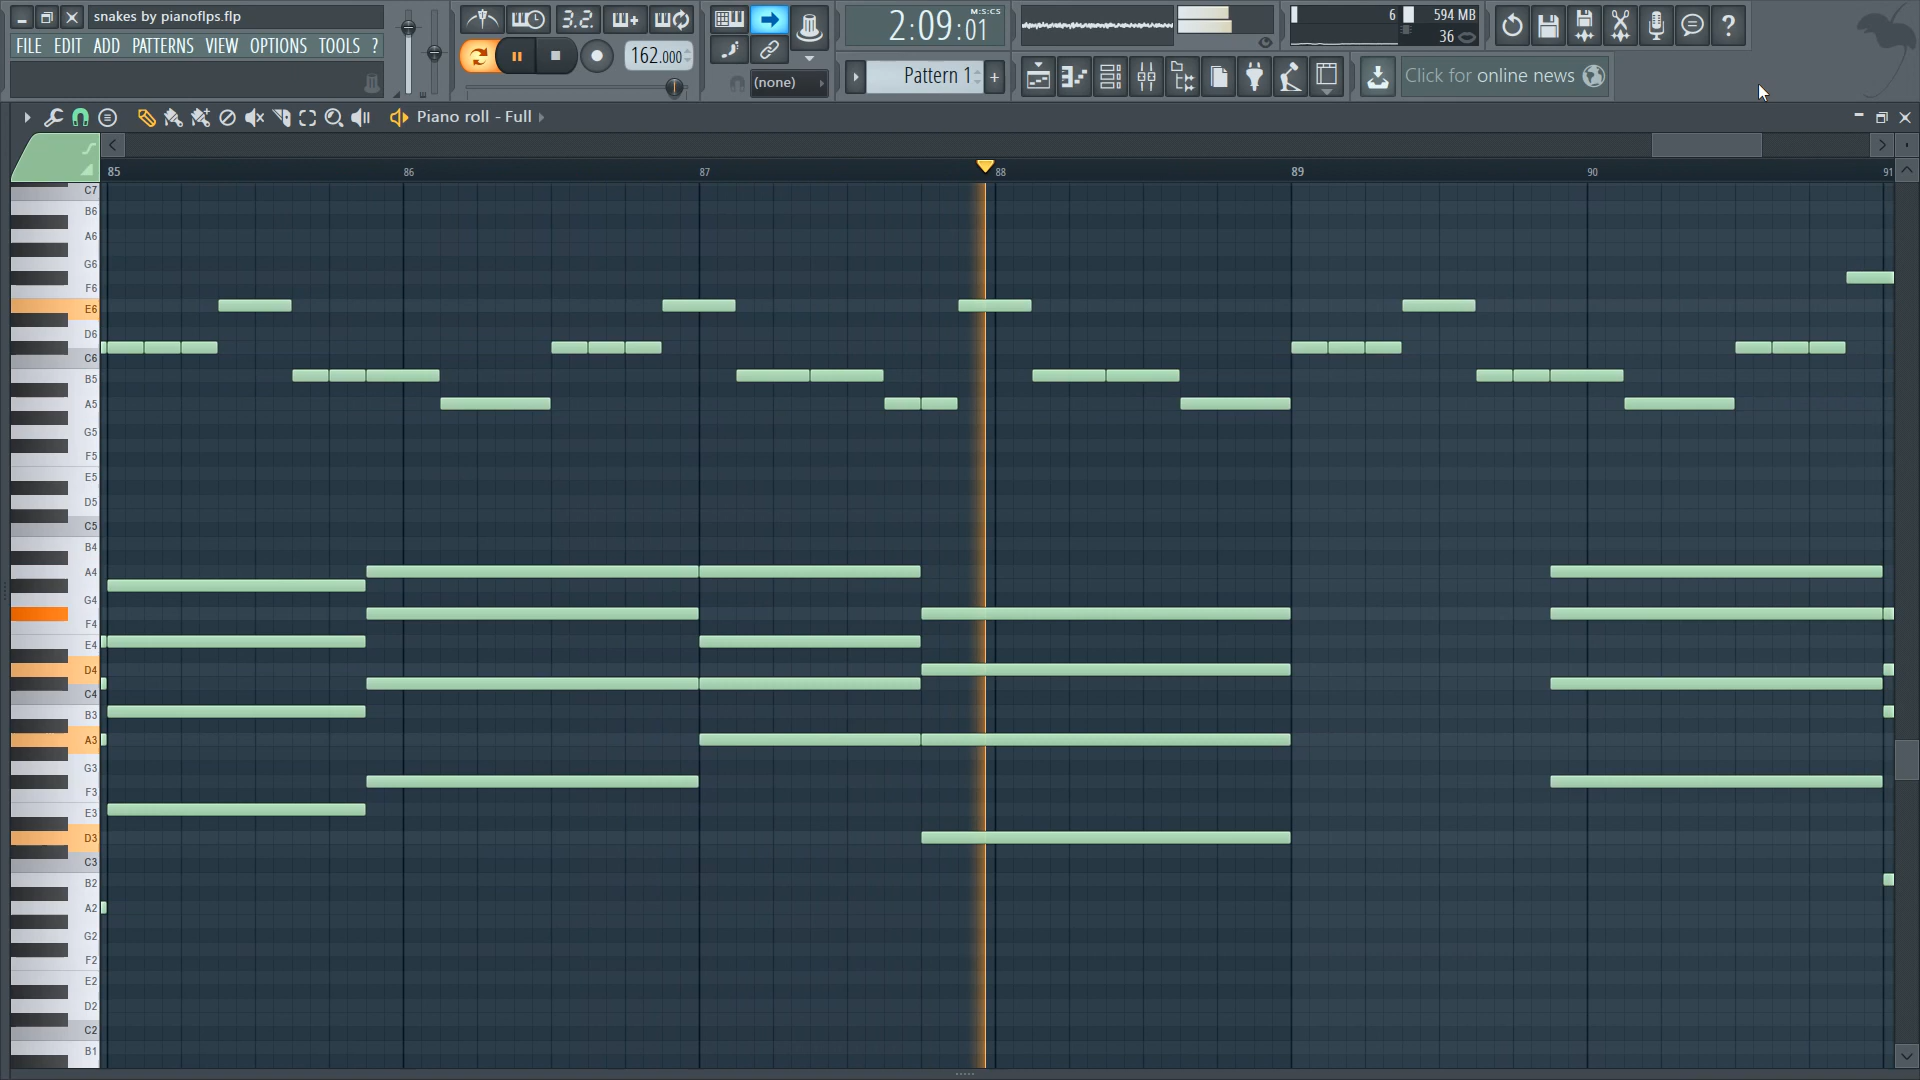 snakes by pianoflps.flp
FILE EDIT ADD PATTERNS VIEW OPTIONS TOOLS ?
3.2.
162.000
(none)
M:S:CS
2:09:01
Pattern 1
+
6
594 MB
36
?
Click for online news
Piano roll - Full
85 86 87 88 89 90 91
C7
B6
A6
G6
F6
E6
D6
C6
B5
A5
G5
F5
E5
D5
C5
B4
A4
G4
F4
E4
D4
C4
B3
A3
G3
F3
E3
D3
C3
B2
A2
G2
F2
E2
D2
C2
B1